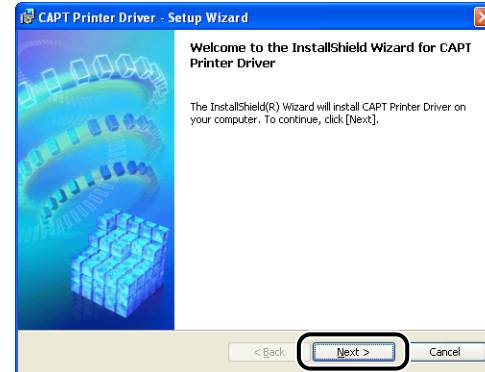 CAPT Printer Driver - Setup Wizard
Welcome to the InstallShield Wizard for CAPT
Printer Driver
The InstallShield(R) Wizard will install CAPT Printer Driver on
your computer. To continue, click [Next].
< Back
Next >
Cancel